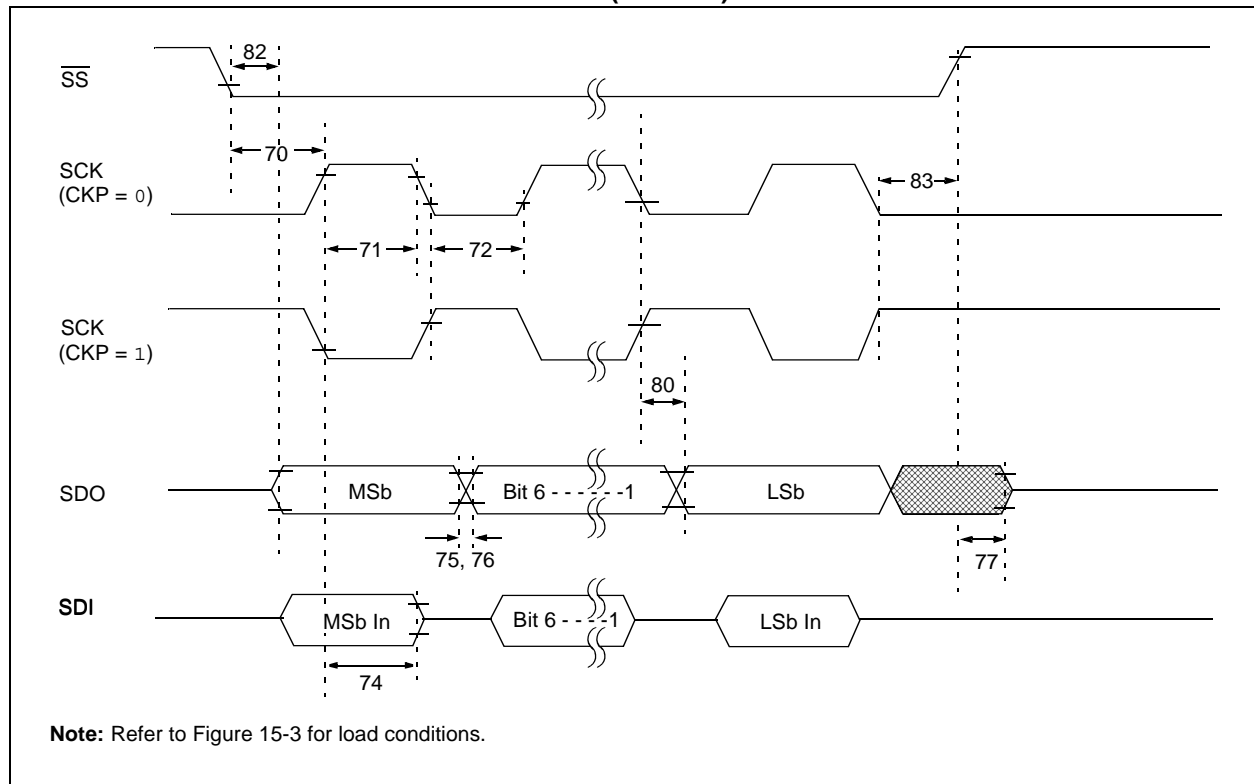 82
SS
70
SCK
(CKP = 0)
83
71
72
SCK
(CKP = 1)
80
SDO
MSb
Bit 6 - - - - - -1
LSb
75, 76
77
SDI
MSb In
Bit 6 - - - -1
LSb In
74
Note: Refer to Figure 15-3 for load conditions.